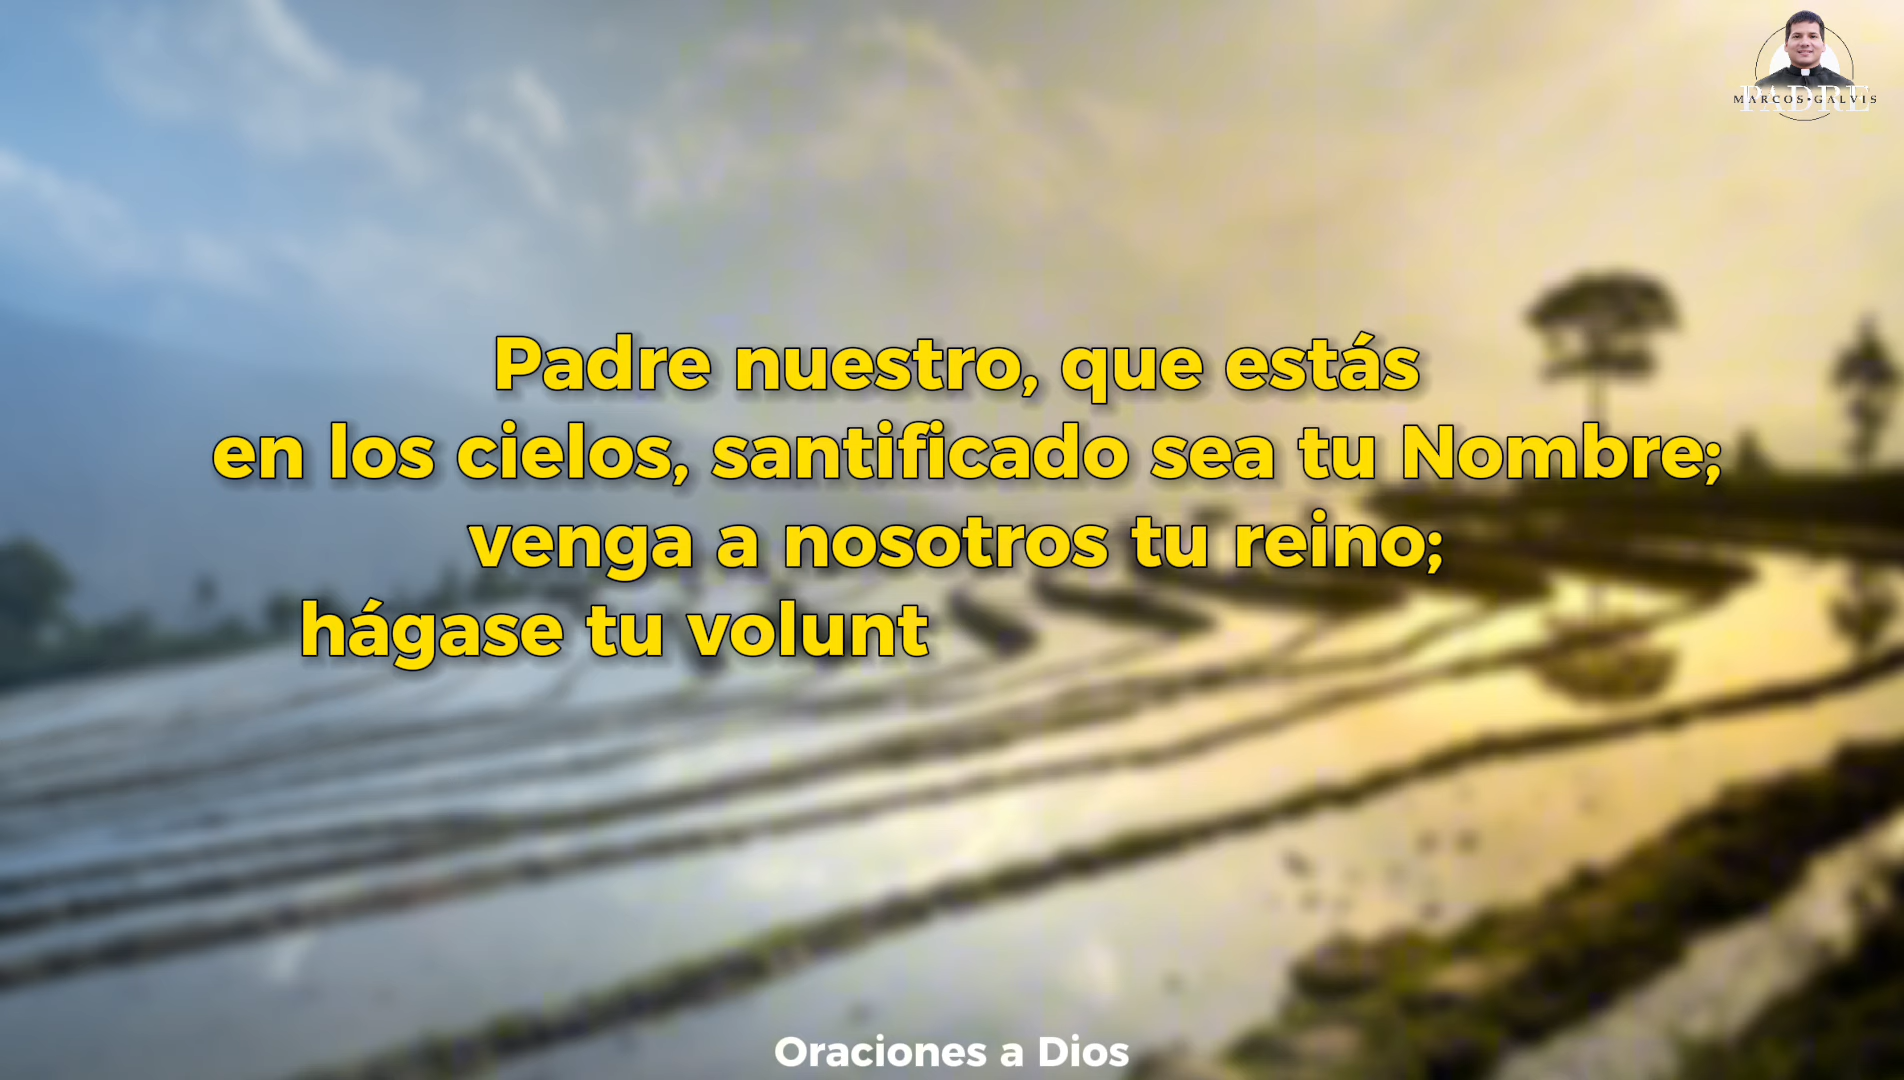 PADRE
MARCOS•GALVIS
Padre nuestro, que estás
en los cielos, santificado sea tu Nombre;
venga a nosotros tu reino;
hágase tu volunt
Oraciones a Dios